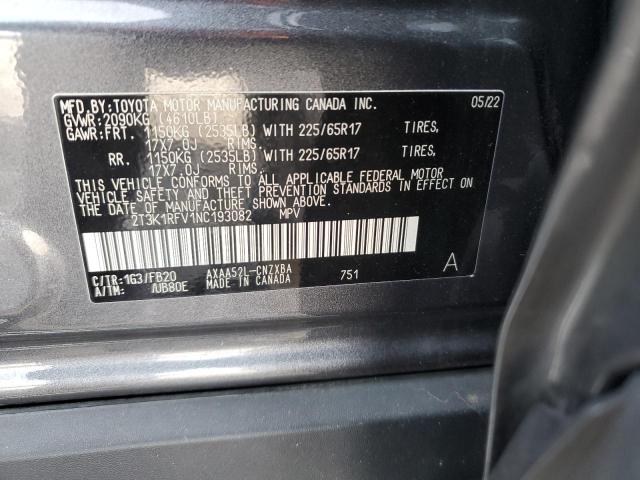 MFD.BY:TOYOTA MOTOR MANUFACTURING CANADA INC. 05/22
GVWR:2090KG (4610LB)
GAWR:FRT. 1150KG (2535LB) WITH 225/65R17 TIRES,
17X7.0J RIMS.
RR. 1150KG (2535LB) WITH 225/65R17 TIRES,
17X7.0J RIMS.
THIS VEHICLE CONFORMS TO ALL APPLICABLE FEDERAL MOTOR
VEHICLE SAFETY AND THEFT PREVENTION STANDARDS IN EFFECT ON
THE DATE OF MANUFACTURE SHOWN ABOVE.
2T3K1RFV1NC193082 MPV
C/TR:1G3/FB20 AXAA52L-CNZXBA 751 A
A/TM: /UB80E MADE IN CANADA